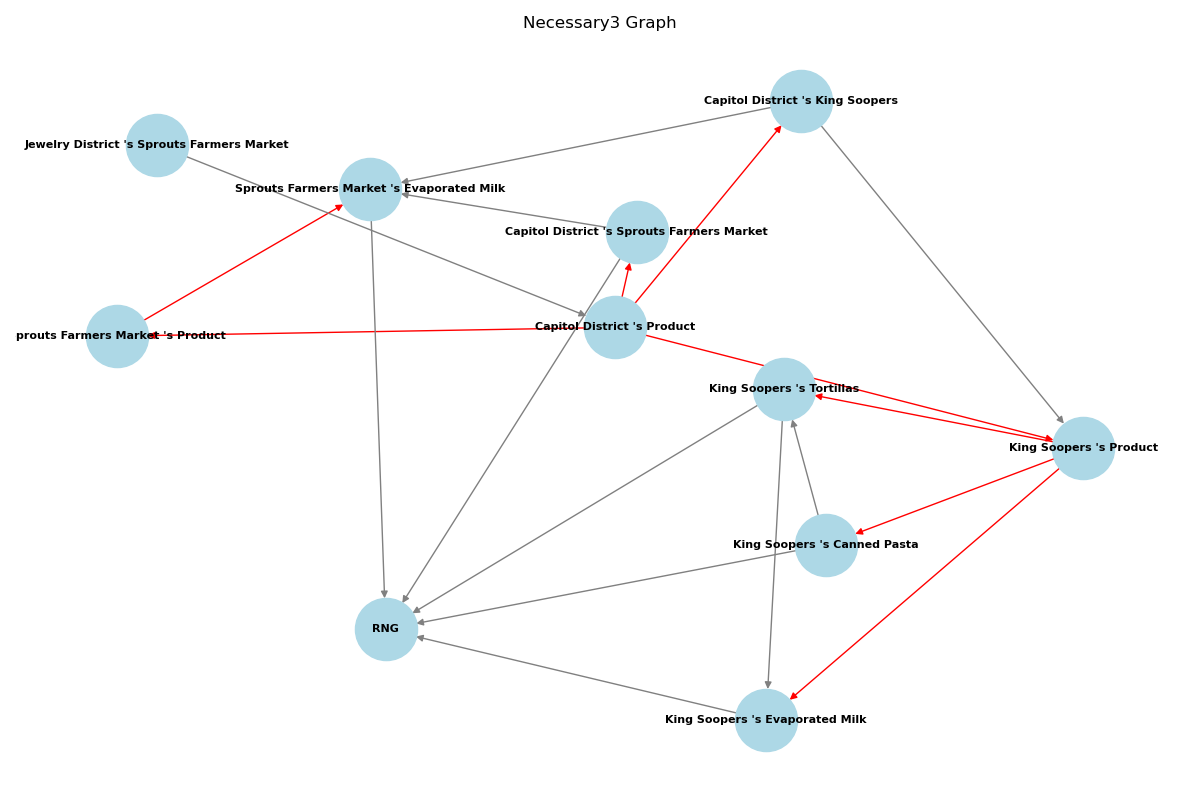 Necessary3 Graph
Capitol District 's King Soopers
Jewelry District 's Sprouts Farmers Market
Sprouts Farmers Market 's Evaporated Milk
Capitol District 's Sprouts Farmers Market
Capitol District 's Product
prouts Farmers Market 's Product
King Soopers 's Tortillas
King Soopers 's Product
King Soopers 's Canned Pasta
RNG
King Soopers 's Evaporated Milk